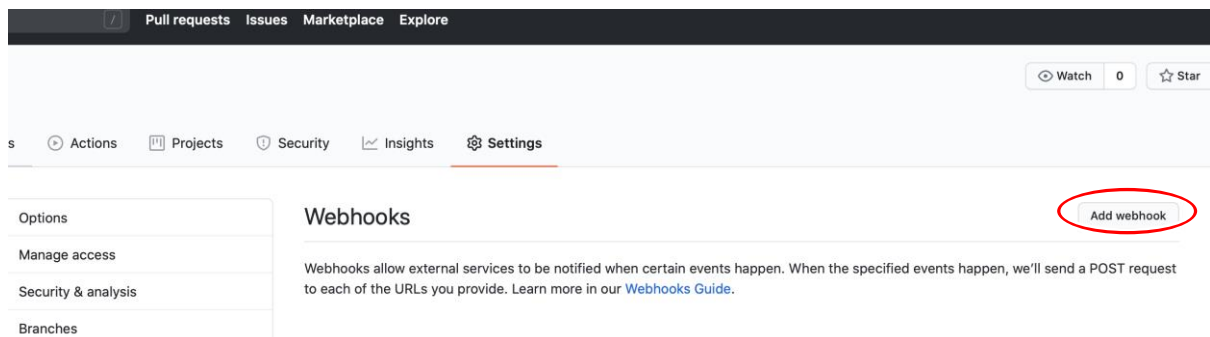 / Pull requests Issues Marketplace Explore
Watch 0 Star
s Actions Projects Security Insights Settings
Options
Webhooks
Add webhook
Manage access
Webhooks allow external services to be notified when certain events happen. When the specified events happen, we'll send a POST request
to each of the URLs you provide. Learn more in our Webhooks Guide.
Security & analysis
Branches